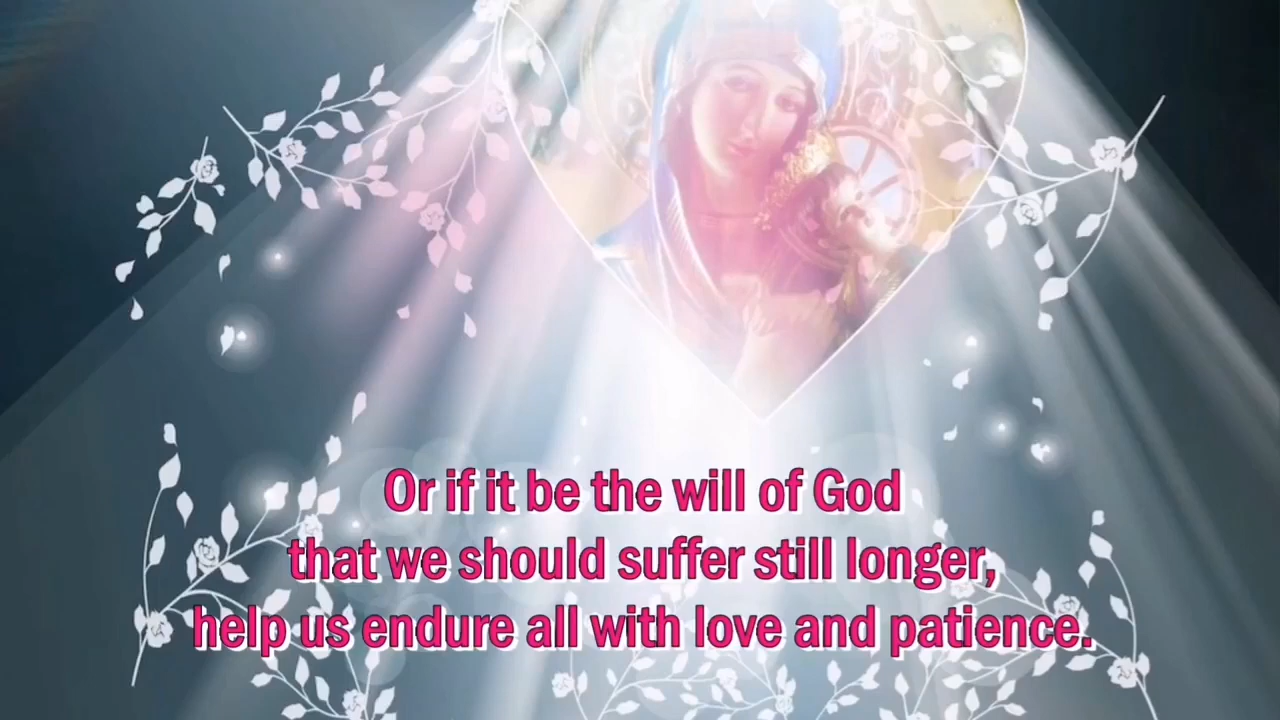 Or if it be the will of God
that we should suffer still longer,
help us endure all with love and patience.